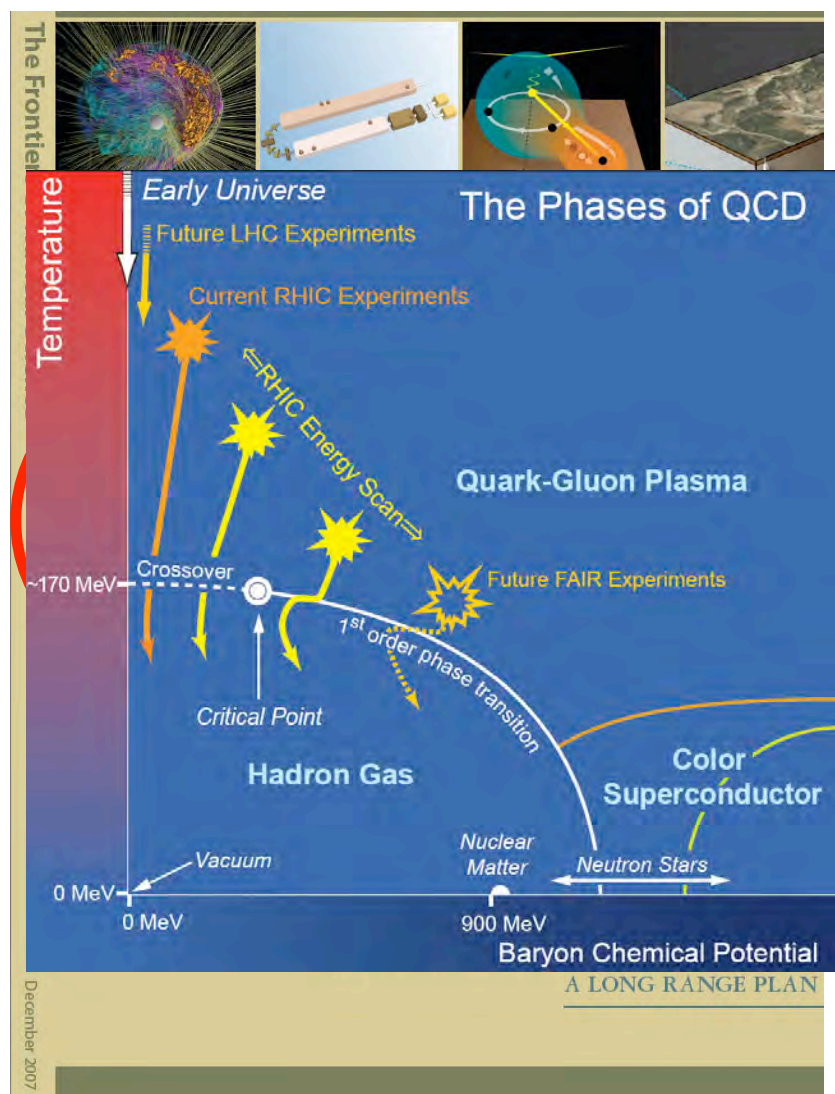 The Frontier
Temperature
Early Universe
The Phases of QCD
Future LHC Experiments
Current RHIC Experiments
⇐RHIC Energy Scan⇒
Quark-Gluon Plasma
Crossover
~170 MeV
Future FAIR Experiments
1st order phase transition
Critical Point
Hadron Gas
Color
Superconductor
Nuclear
Matter
Neutron Stars
Vacuum
0 MeV
0 MeV
900 MeV
Baryon Chemical Potential
A LONG RANGE PLAN
December 2007